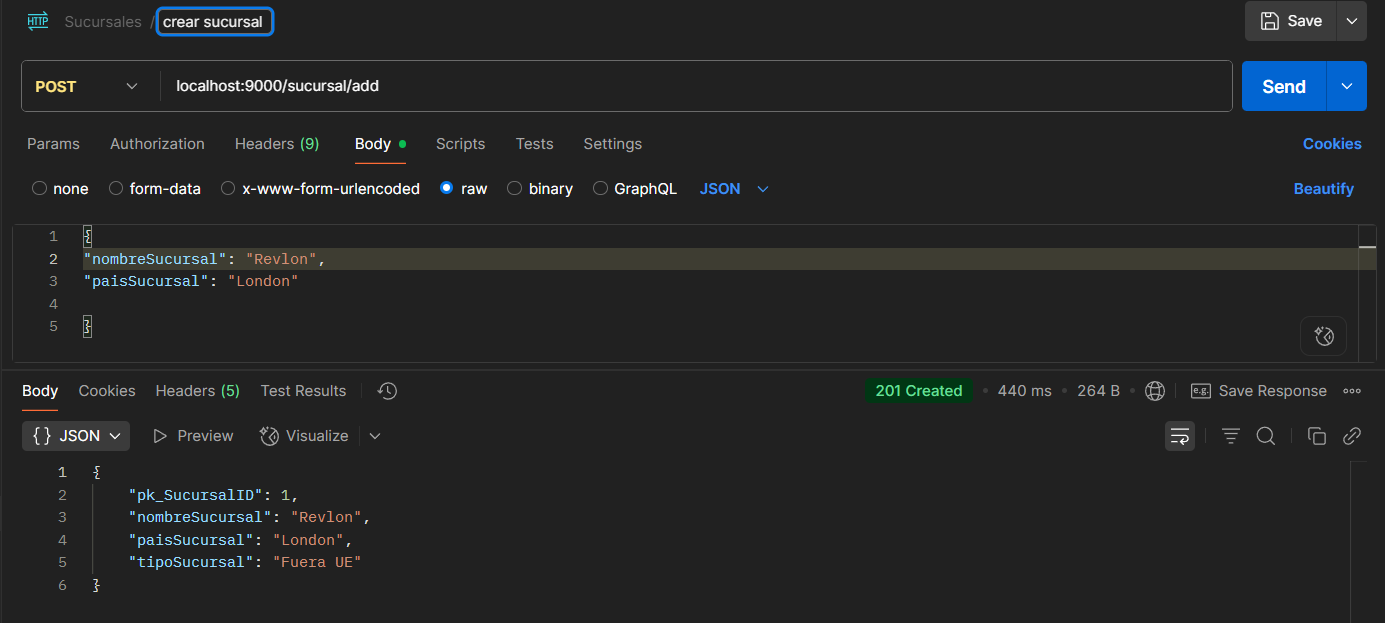 HTTP Sucursales / crear sucursal Save
POST localhost:9000/sucursal/add Send
Params Authorization Headers (9) Body Scripts Tests Settings Cookies
none form-data x-www-form-urlencoded raw binary GraphQL JSON Beautify
1 {
2 "nombreSucursal": "Revlon",
3 "paisSucursal": "London"
4
5 }
Body Cookies Headers (5) Test Results 201 Created 440 ms 264 B e.g. Save Response
{} JSON Preview Visualize
1 {
2 "pk_SucursalID": 1,
3 "nombreSucursal": "Revlon",
4 "paisSucursal": "London",
5 "tipoSucursal": "Fuera UE"
6 }